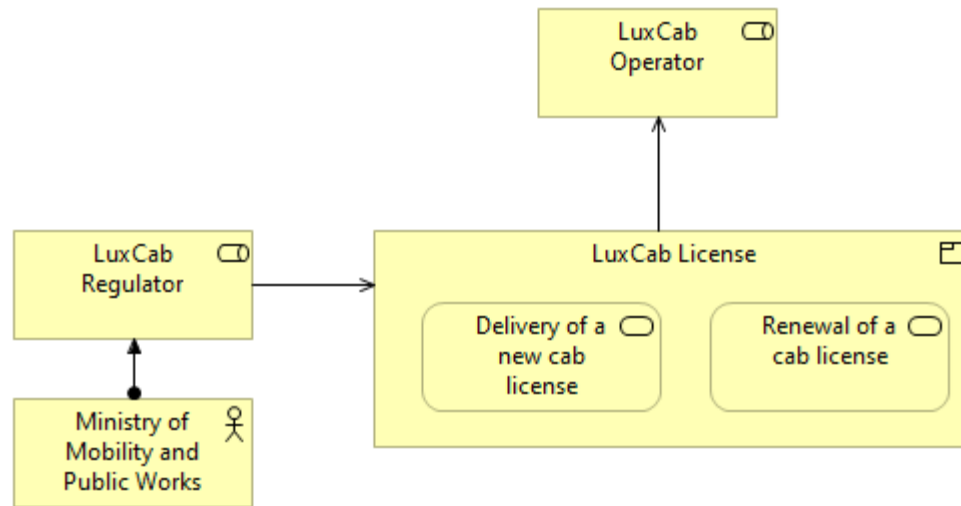 LuxCab
Operator
LuxCab
Regulator
LuxCab License
Delivery of a
new cab
license
Renewal of a
cab license
Ministry of
Mobility and
Public Works